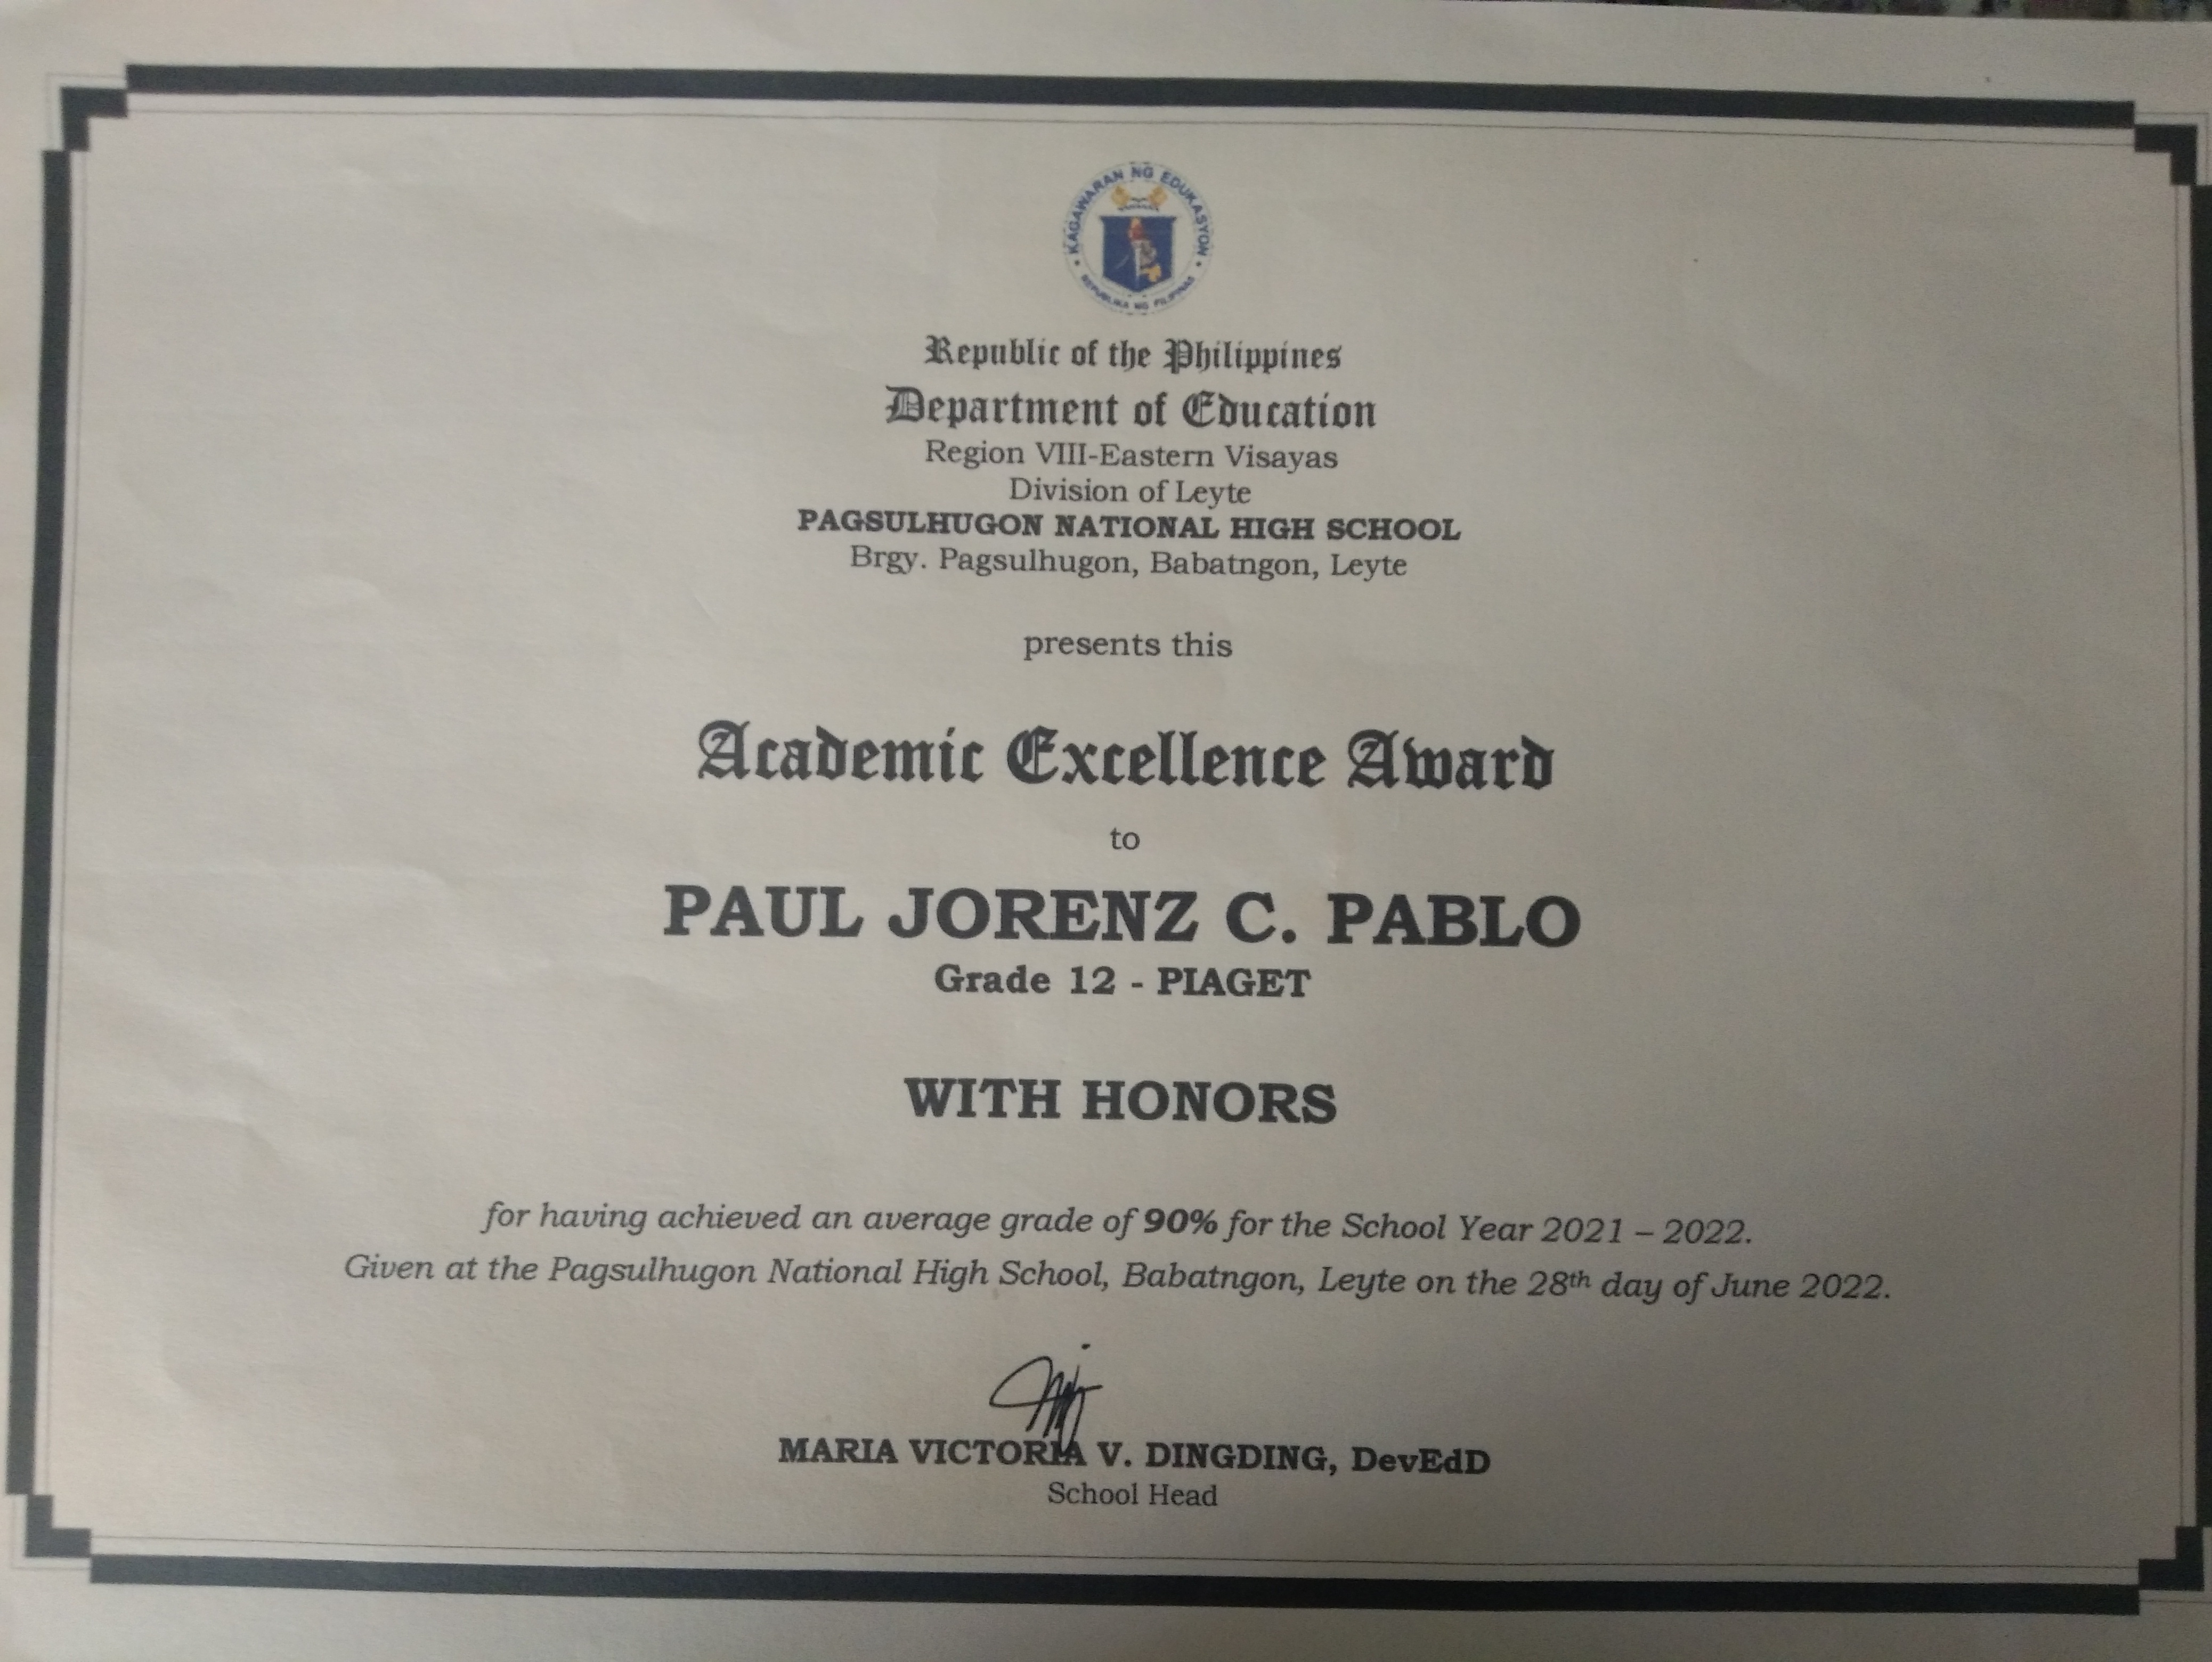 KAGAWARAN NG EDUKASYON
REPUBLIKA NG PILIPINAS
Republic of the Philippines
Department of Education
Region VIII-Eastern Visayas
Division of Leyte
PAGSULHUGON NATIONAL HIGH SCHOOL
Brgy. Pagsulhugon, Babatngon, Leyte
presents this
Academic Excellence Award
to
PAUL JORENZ C. PABLO
Grade 12 - PIAGET
WITH HONORS
for having achieved an average grade of 90% for the School Year 2021 – 2022.
Given at the Pagsulhugon National High School, Babatngon, Leyte on the 28th day of June 2022.
MARIA VICTORIA V. DINGDING, DevEdD
School Head